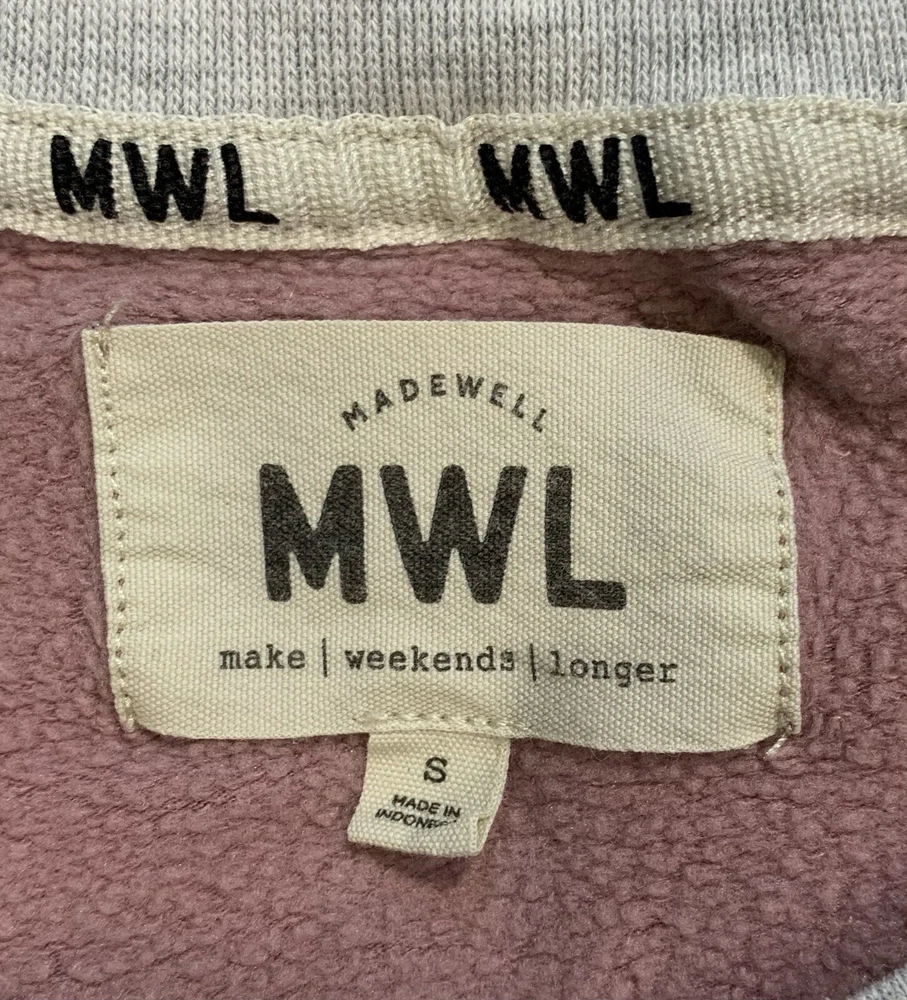 MWL MWL
MADEWELL
MWL
make | weekends | longer
S
MADE IN